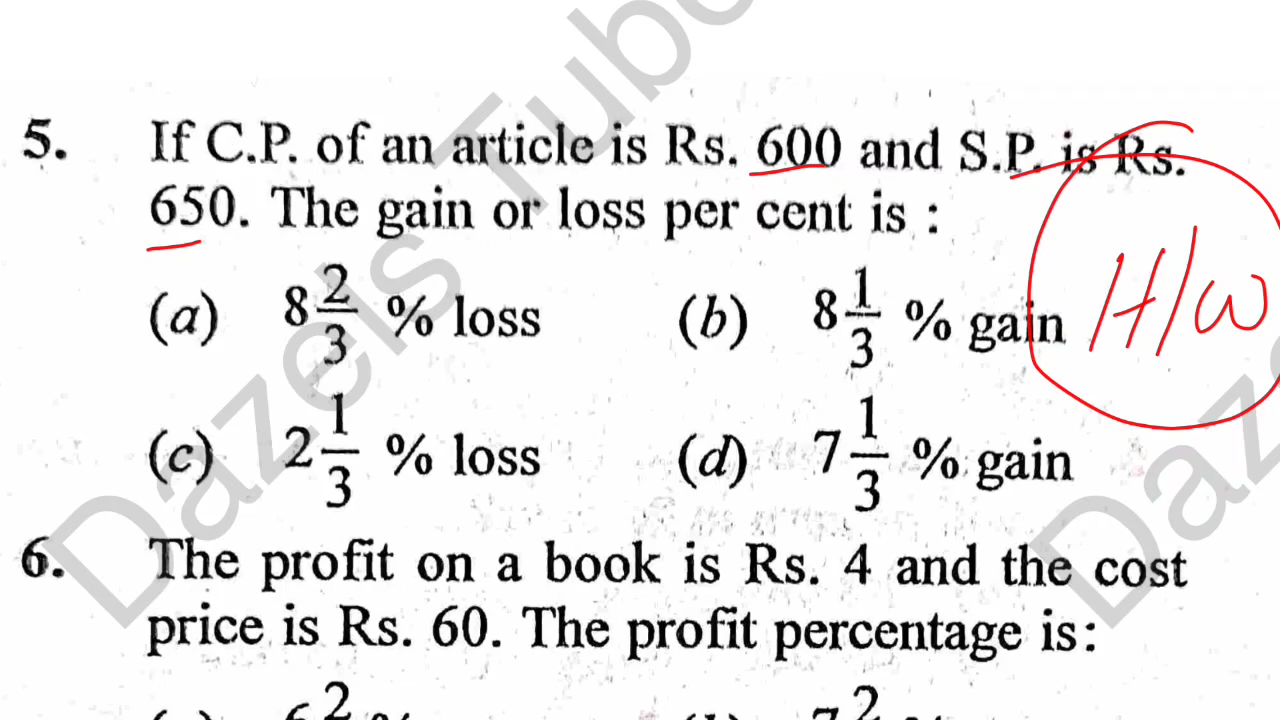 Dazels Tube
5. If C.P. of an article is Rs. 600 and S.P. is Rs.
650. The gain or loss per cent is :
(a) 8 2/3 % loss (b) 8 1/3 % gain
H/W
(c) 2 1/3 % loss (d) 7 1/3 % gain
Daze
6. The profit on a book is Rs. 4 and the cost
price is Rs. 60. The profit percentage is: